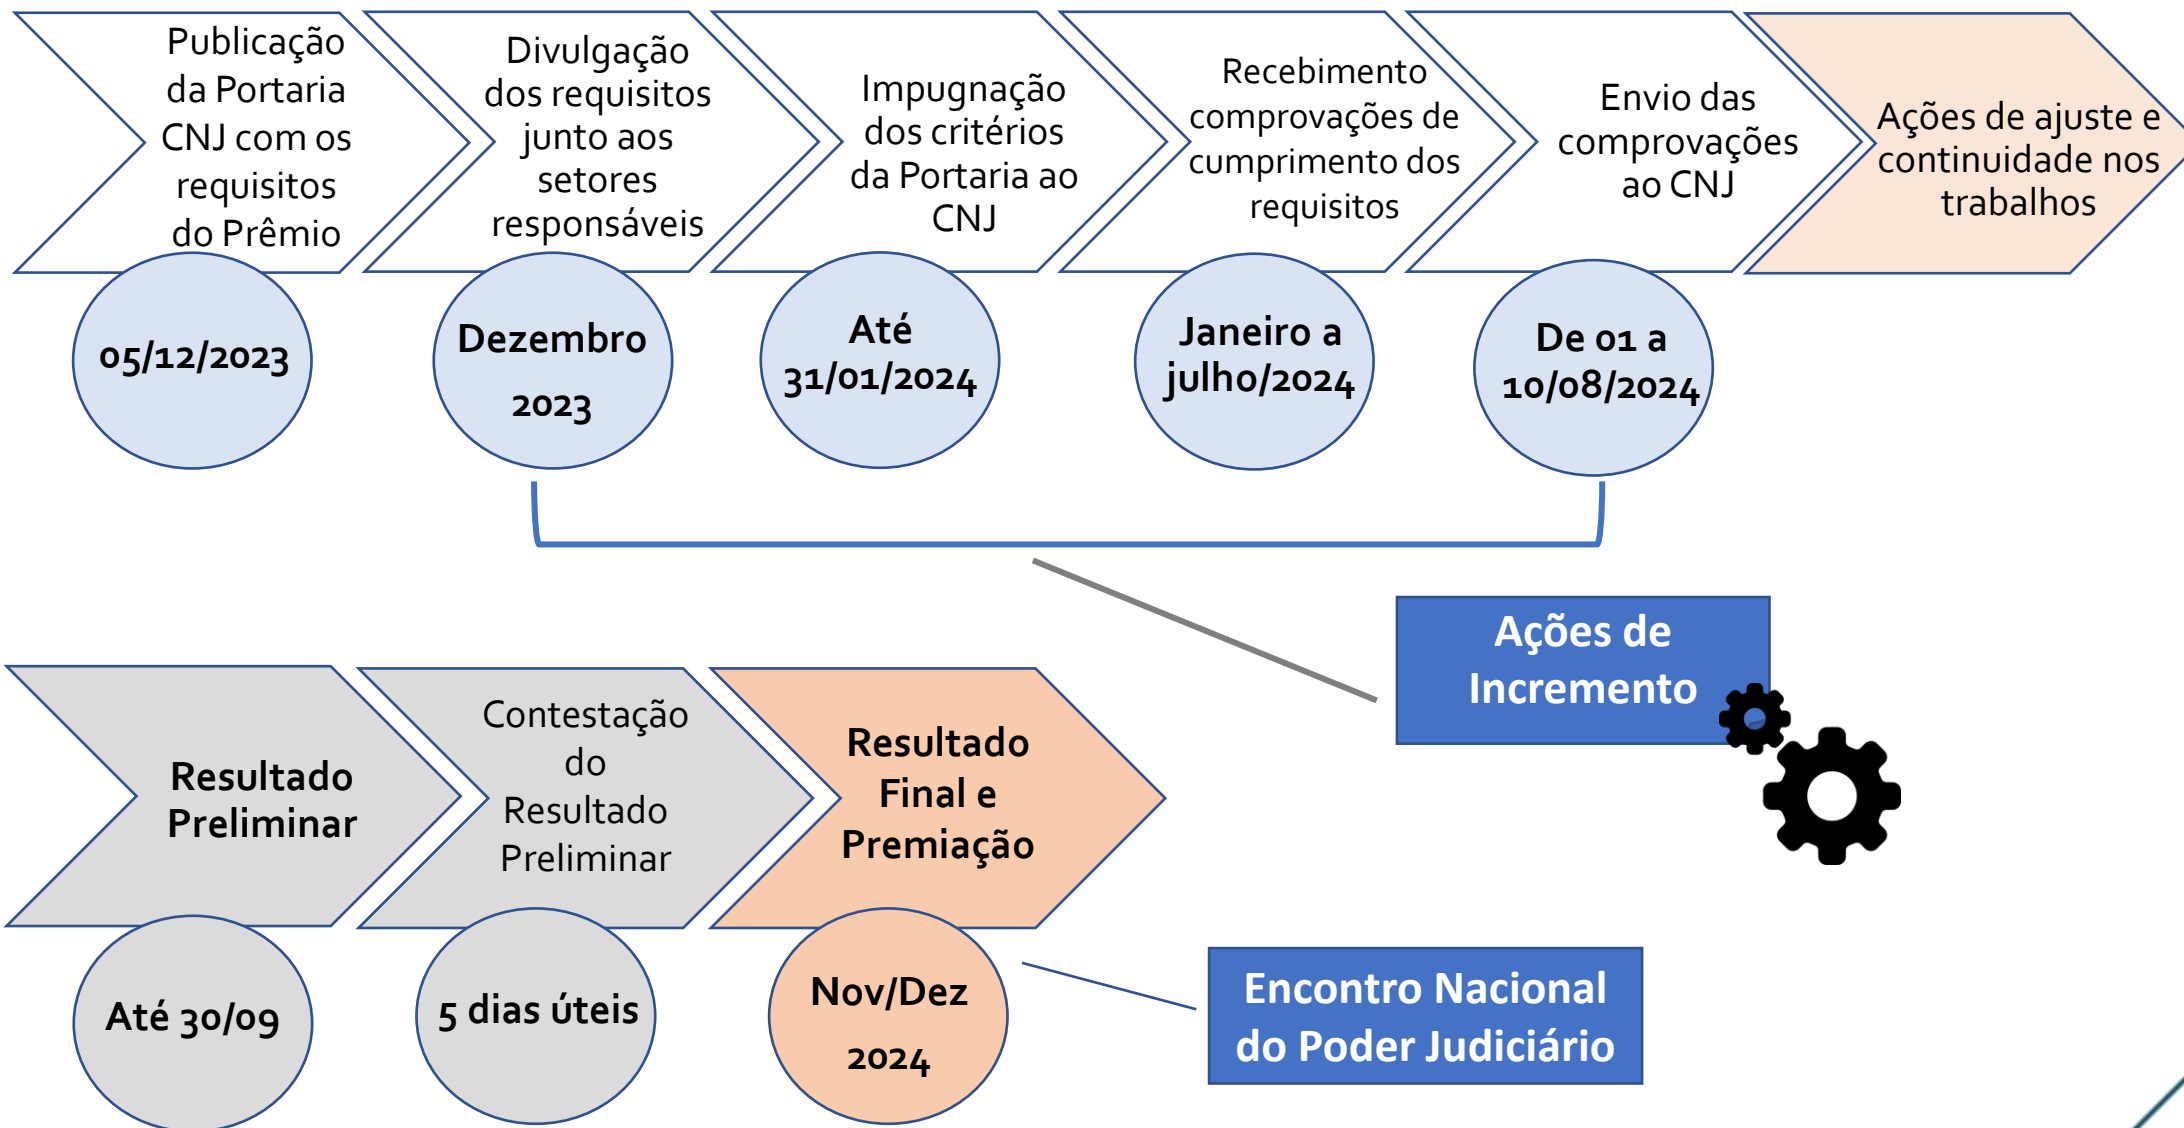 Publicação
da Portaria
CNJ com os
requisitos
do Prêmio
Divulgação
dos requisitos
junto aos
setores
responsáveis
Impugnação
dos critérios
da Portaria ao
CNJ
Recebimento
comprovações de
cumprimento dos
requisitos
Envio das
comprovações
ao CNJ
Ações de ajuste e
continuidade nos
trabalhos
05/12/2023
Dezembro
2023
Até
31/01/2024
Janeiro a
julho/2024
De 01 a
10/08/2024
Ações de
Incremento
Resultado
Preliminar
Contestação
do
Resultado
Preliminar
Resultado
Final e
Premiação
Até 30/09
5 dias úteis
Nov/Dez
2024
Encontro Nacional
do Poder Judiciário